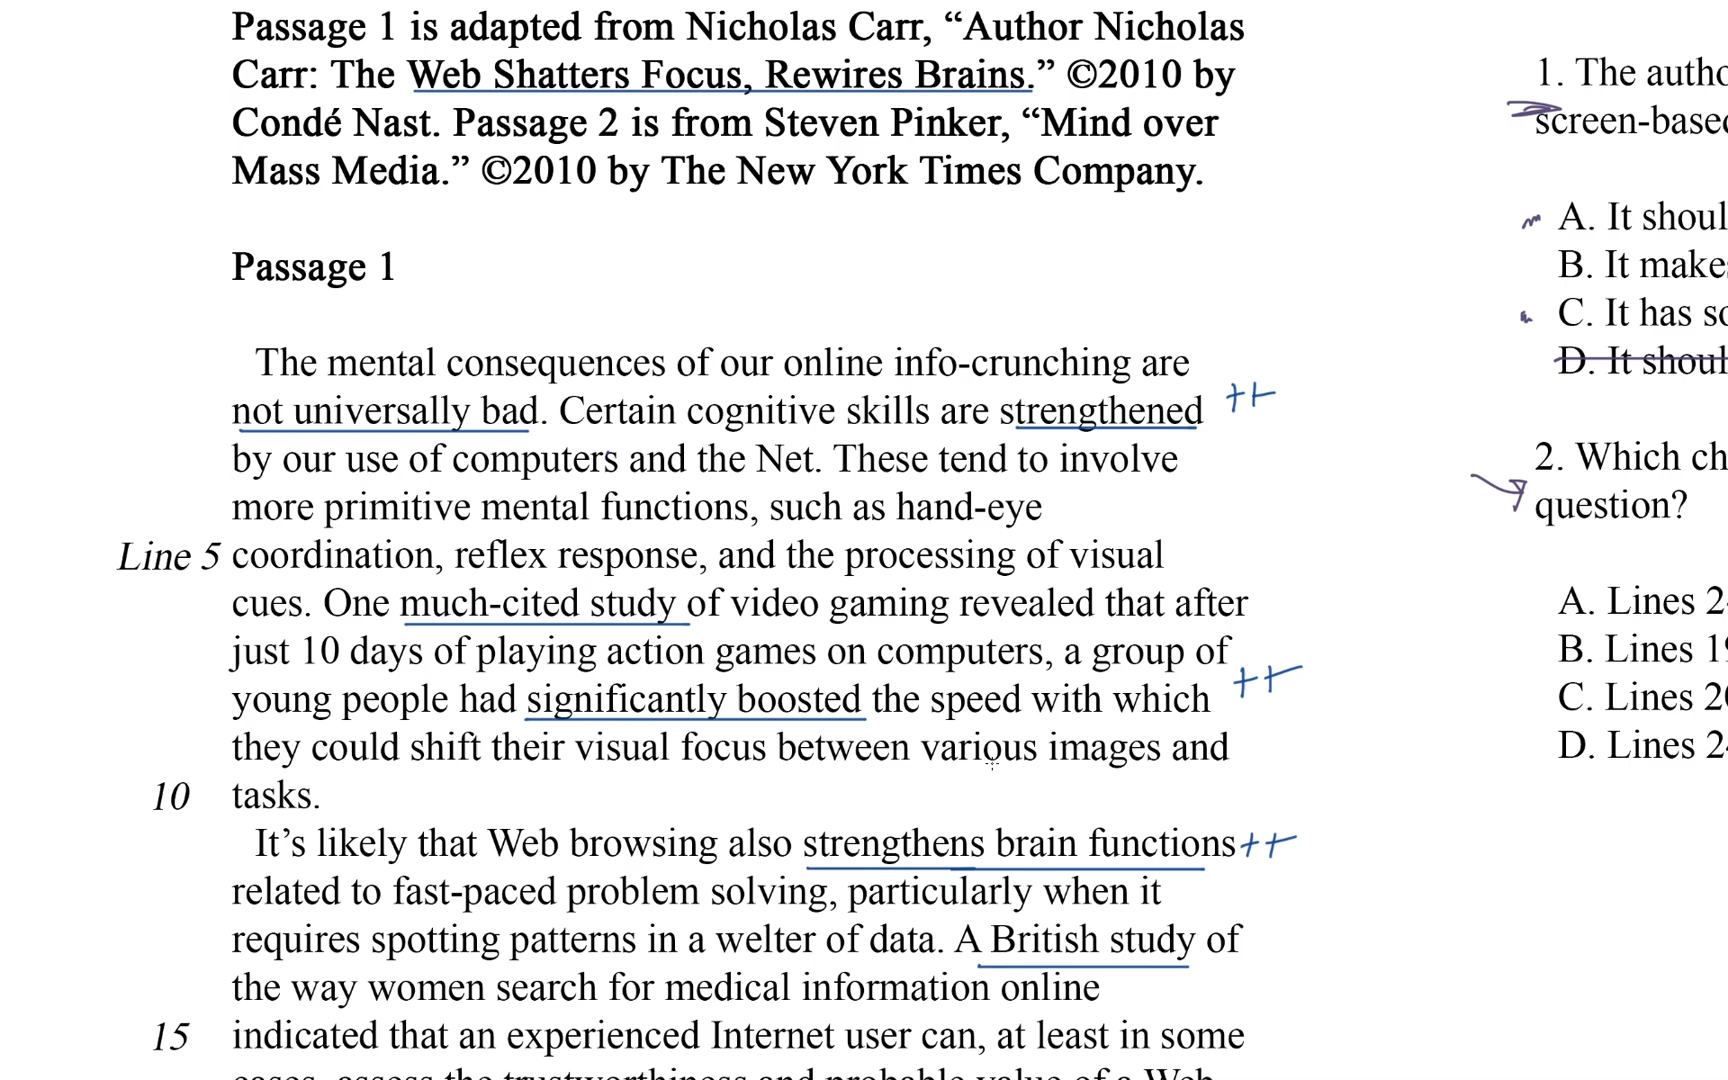 Passage 1 is adapted from Nicholas Carr, “Author Nicholas
Carr: The Web Shatters Focus, Rewires Brains.” ©2010 by
Condé Nast. Passage 2 is from Steven Pinker, “Mind over
Mass Media.” ©2010 by The New York Times Company.
Passage 1
The mental consequences of our online info-crunching are
not universally bad. Certain cognitive skills are strengthened ++
by our use of computers and the Net. These tend to involve
more primitive mental functions, such as hand-eye
Line 5 coordination, reflex response, and the processing of visual
cues. One much-cited study of video gaming revealed that after
just 10 days of playing action games on computers, a group of
young people had significantly boosted the speed with which ++
they could shift their visual focus between various images and
10 tasks.
It’s likely that Web browsing also strengthens brain functions ++
related to fast-paced problem solving, particularly when it
requires spotting patterns in a welter of data. A British study of
the way women search for medical information online
15 indicated that an experienced Internet user can, at least in some
cases, assess the trustworthiness and probable value of a Web
1. The
screen-based
A. It
B. It
C. It has
D. It
2. Which
question?
A. Lines
B. Lines
C. Lines
D. Lines